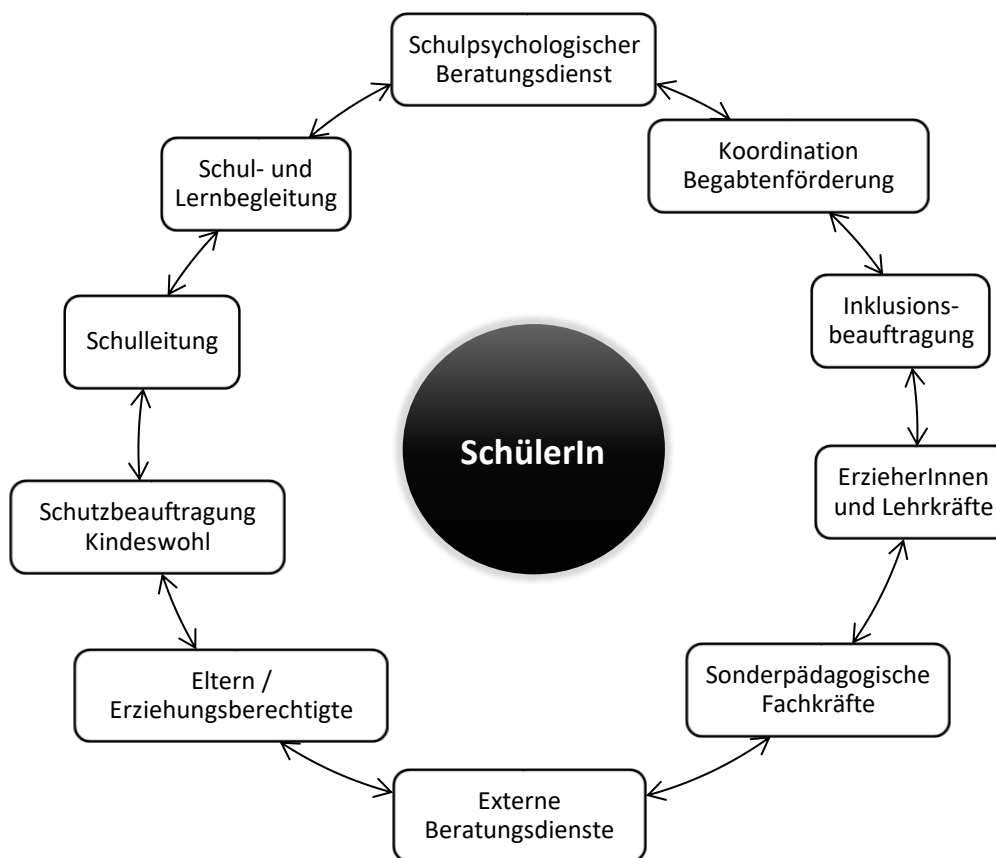 Schulpsychologischer
Beratungsdienst
Koordination
Begabtenförderung
Inklusions-
beauftragung
ErzieherInnen
und Lehrkräfte
Sonderpädagogische
Fachkräfte
Externe
Beratungsdienste
Eltern /
Erziehungsberechtigte
Schutzbeauftragung
Kindeswohl
Schulleitung
Schul- und
Lernbegleitung
SchülerIn